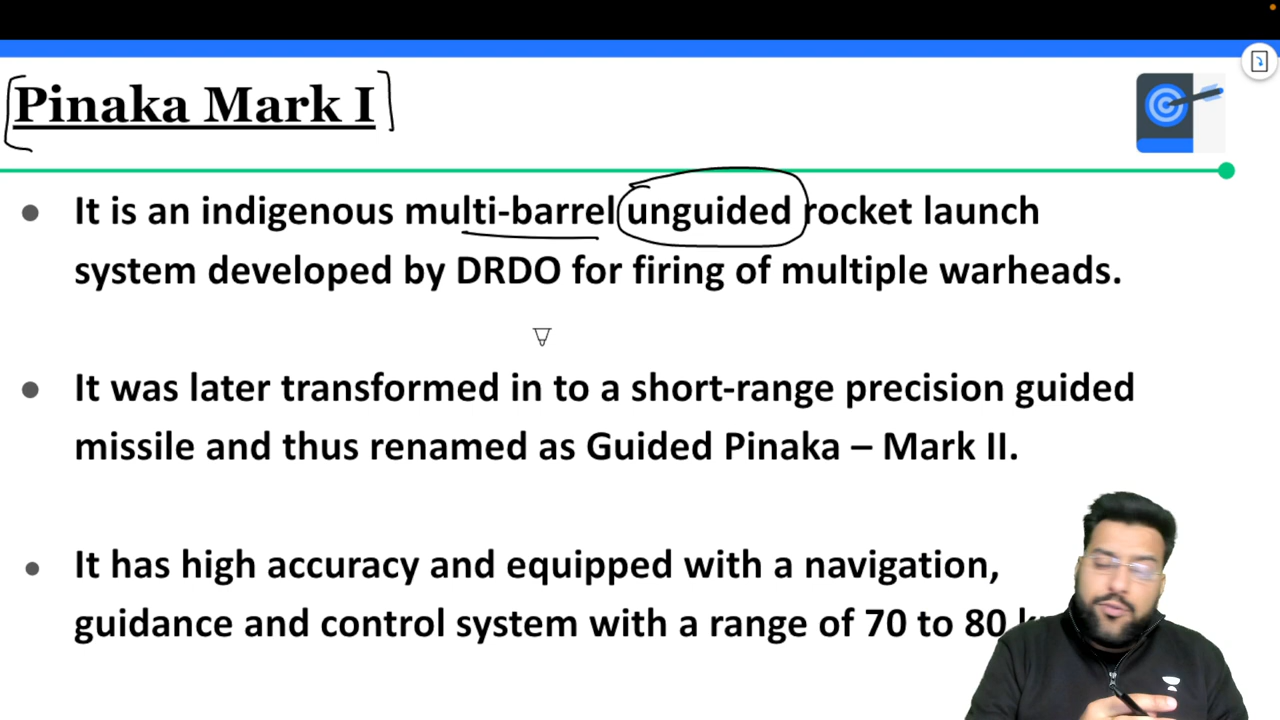 Pinaka Mark I
● It is an indigenous multi-barrel unguided rocket launch
system developed by DRDO for firing of multiple warheads.
● It was later transformed in to a short-range precision guided
missile and thus renamed as Guided Pinaka – Mark II.
● It has high accuracy and equipped with a navigation,
guidance and control system with a range of 70 to 80